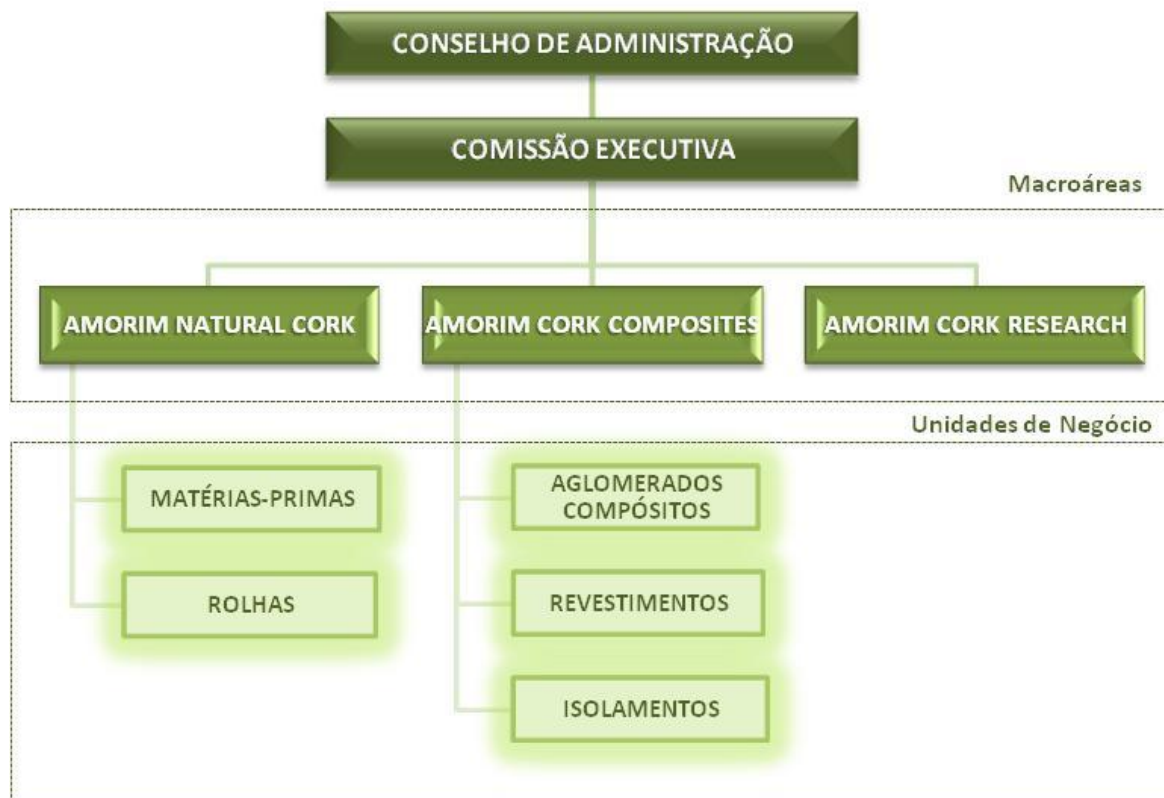 CONSELHO DE ADMINISTRAÇÃO
COMISSÃO EXECUTIVA
Macroáreas
AMORIM NATURAL CORK
AMORIM CORK COMPOSITES
AMORIM CORK RESEARCH
Unidades de Negócio
MATÉRIAS-PRIMAS
ROLHAS
AGLOMERADOS
COMPÓSITOS
REVESTIMENTOS
ISOLAMENTOS